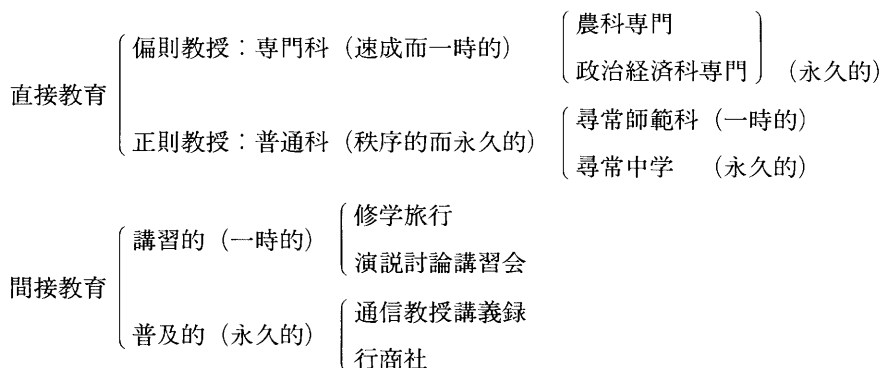 農科専門
偏則教授：専門科（速成而一時的）
政治経済科専門（永久的）
直接教育
尋常師範科（一時的）
正則教授：普通科（秩序的而永久的）
尋常中学（永久的）
修学旅行
講習的（一時的）
演説討論講習会
間接教育
通信教授講義録
普及的（永久的）
行商社